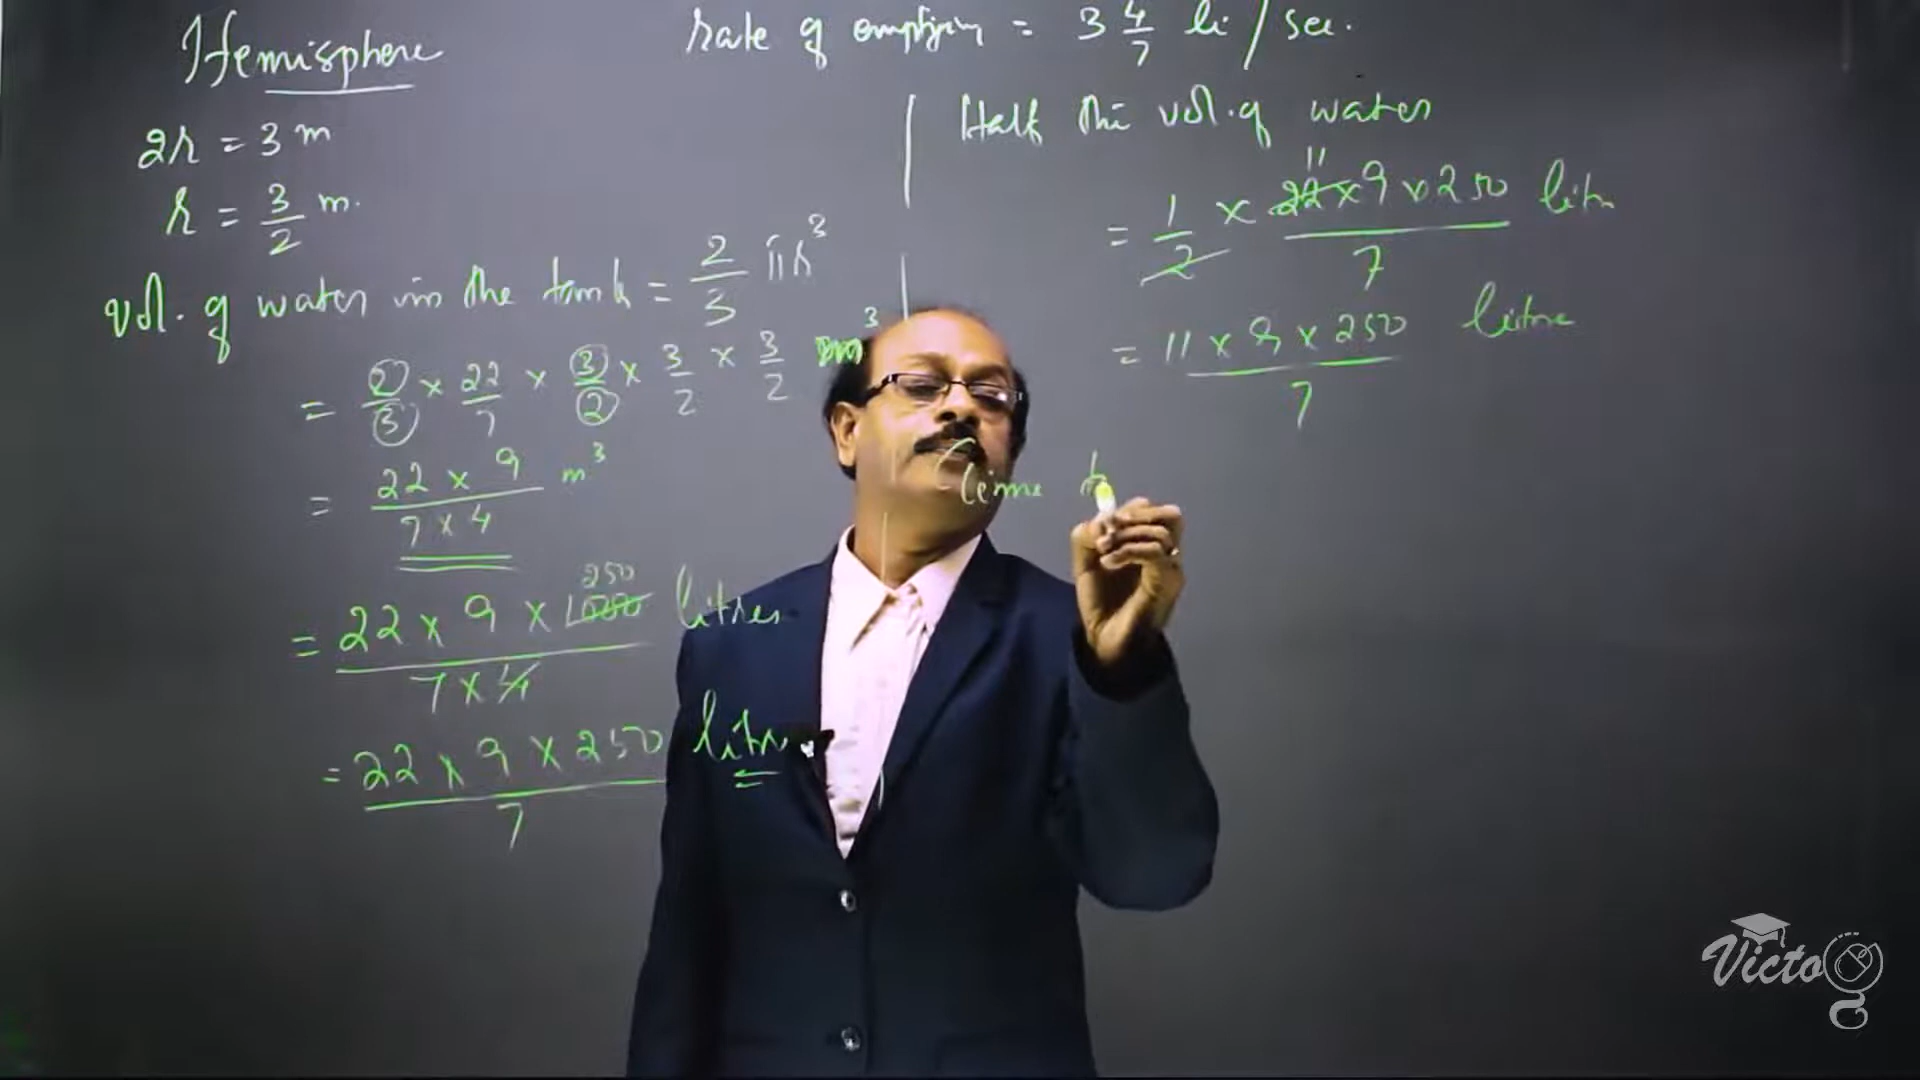 Hemisphere
rate of emptying = 3 4/7 li / sec.
2r = 3 m
r = 3/2 m.
Vol. of water in the tank = 2/3 πr³
= 2/3 × 22/7 × 3/2 × 3/2 × 3/2 m³
= 22 × 9 / 7 × 4 m³
250
= 22 × 9 × 1000 / 7 × 4 litres
= 22 × 9 × 250 / 7 litre
Half the vol. of water
11
= 1/2 × 22 × 9 × 250 / 7 litre
= 11 × 9 × 250 / 7 litre
Time t
Victo